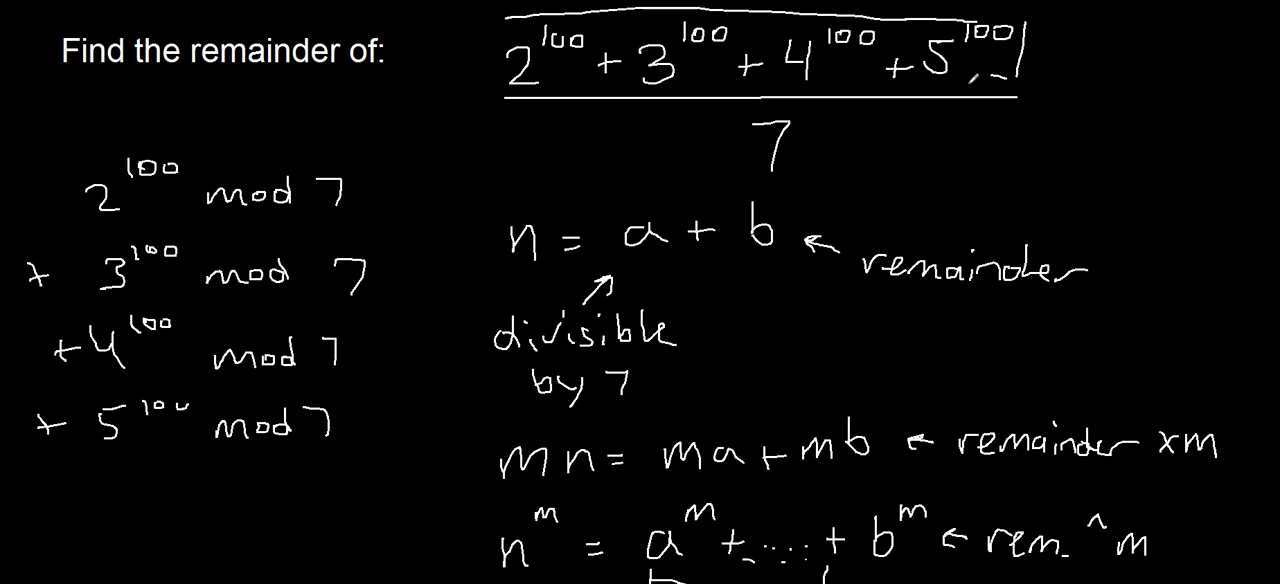 Find the remainder of:
2^100 + 3^100 + 4^100 + 5^100
7
2^100 mod 7
+ 3^100 mod 7
+ 4^100 mod 7
+ 5^100 mod 7
n = a + b ← remainder
↗
divisible
by 7
mn = ma + mb ← remainder xm
n^m = a^m + .... + b^m ← rem. ^m